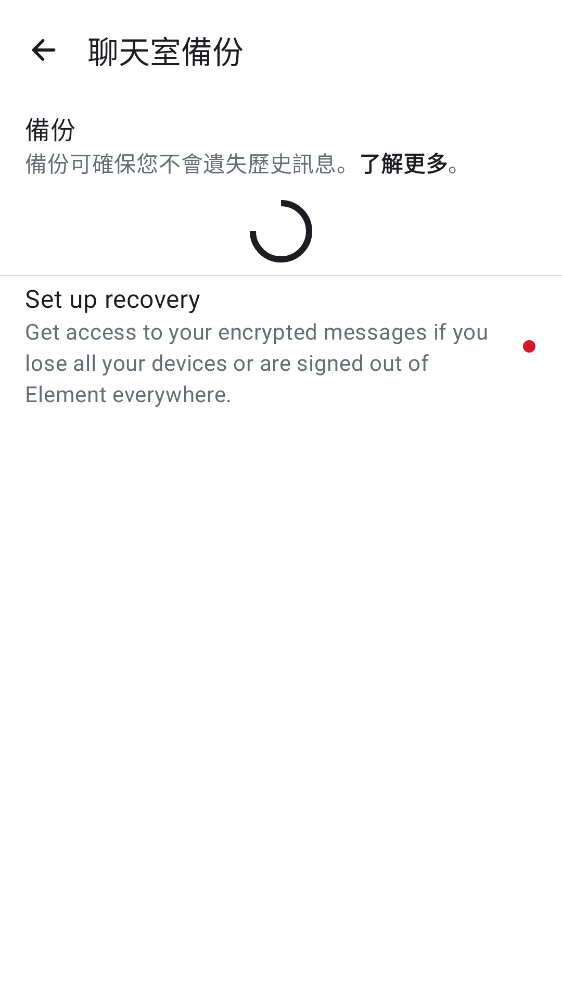 聊天室備份
備份
備份可確保您不會遺失歷史訊息。了解更多。
Set up recovery
Get access to your encrypted messages if you
lose all your devices or are signed out of
Element everywhere.